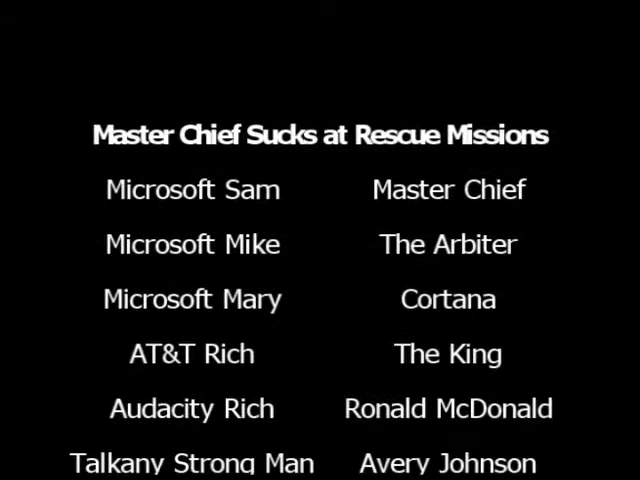 Master Chief Sucks at Rescue Missions
Microsoft Sam Master Chief
Microsoft Mike The Arbiter
Microsoft Mary Cortana
AT&T Rich The King
Audacity Rich Ronald McDonald
Talkany Strong Man Avery Johnson